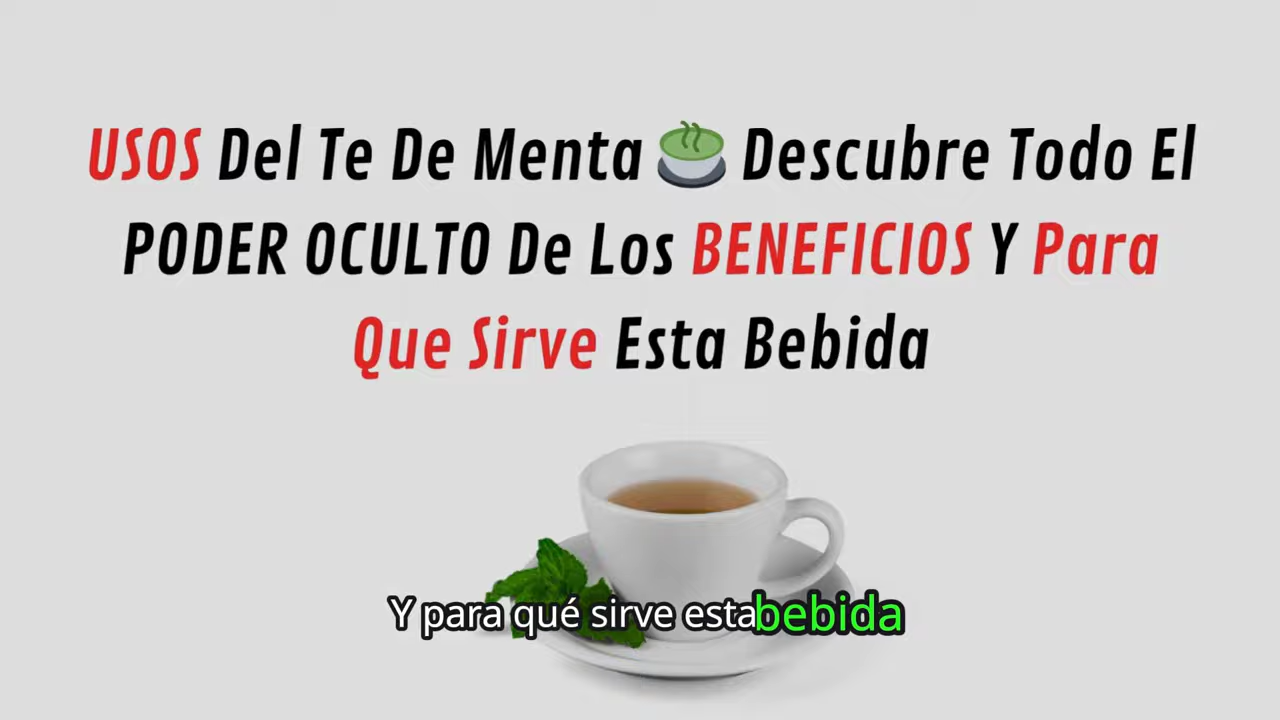 USOS Del Te De Menta 🍵 Descubre Todo El
PODER OCULTO De Los BENEFICIOS Y Para
Que Sirve Esta Bebida
Y para qué sirve esta bebida